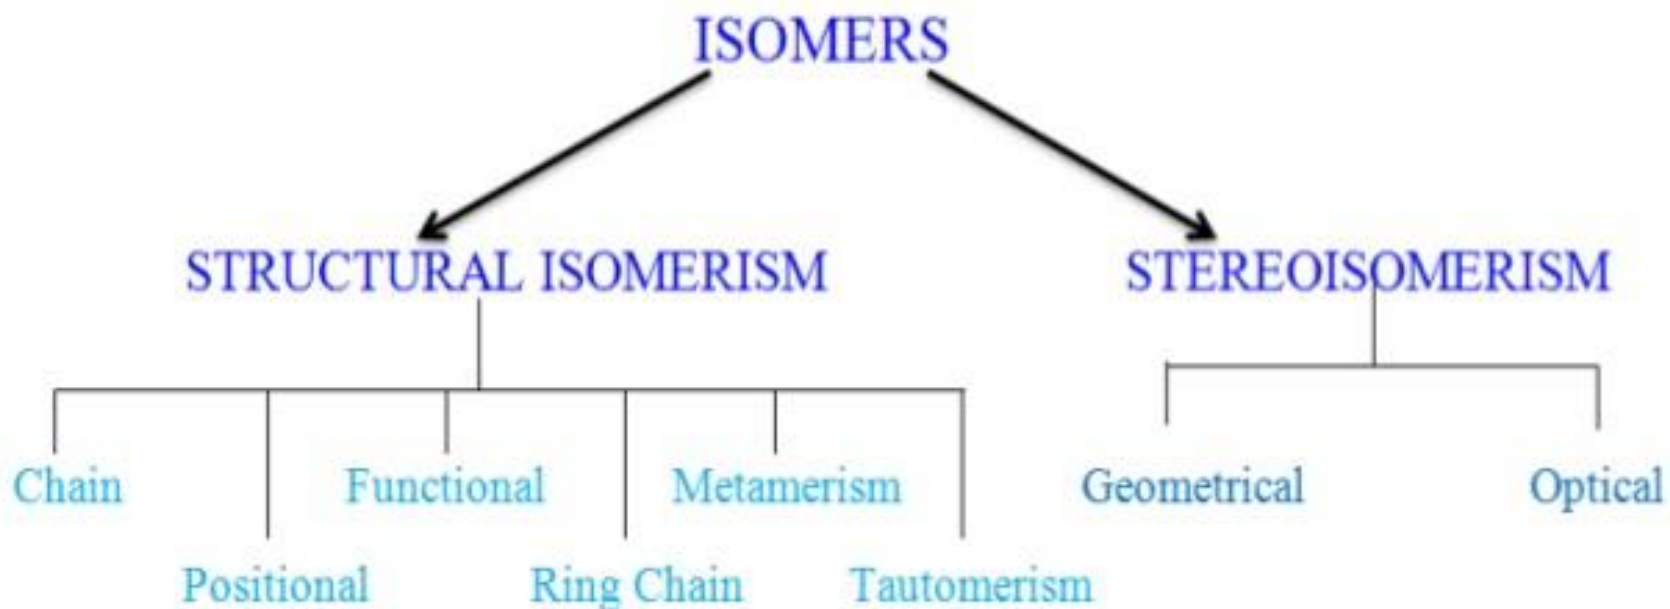 ISOMERS
STRUCTURAL ISOMERISM
STEREOISOMERISM
Chain
Functional
Metamerism
Geometrical
Optical
Positional
Ring Chain
Tautomerism